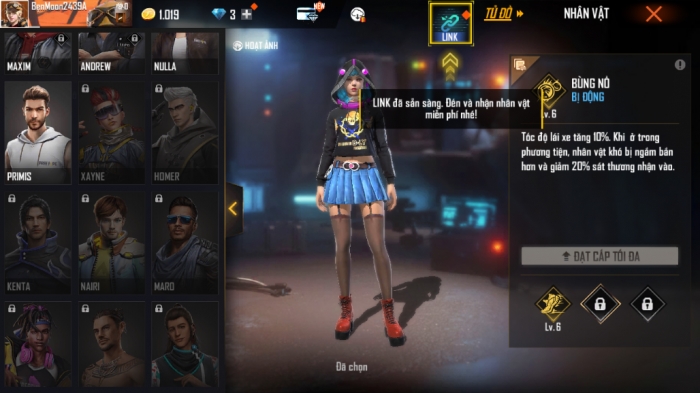 BenMoon2439A
1.019
3
NEW
LINK
TỦ ĐỒ
NHÂN VẬT
HOẠT ẢNH
MAXIM
ANDREW
NULLA
LINK đã sẵn sàng. Đến và nhận nhân vật
miễn phí nhé!
BÙNG NỔ
BỊ ĐỘNG
Lv. 6
Tốc độ lái xe tăng 10%. Khi ở trong
phương tiện, nhân vật khó bị ngắm bắn
hơn và giảm 20% sát thương nhận vào.
PRIMIS
XAYNE
HOMER
KENTA
NAIRI
MARO
ĐẠT CẤP TỐI ĐA
Lv. 6
Đã chọn